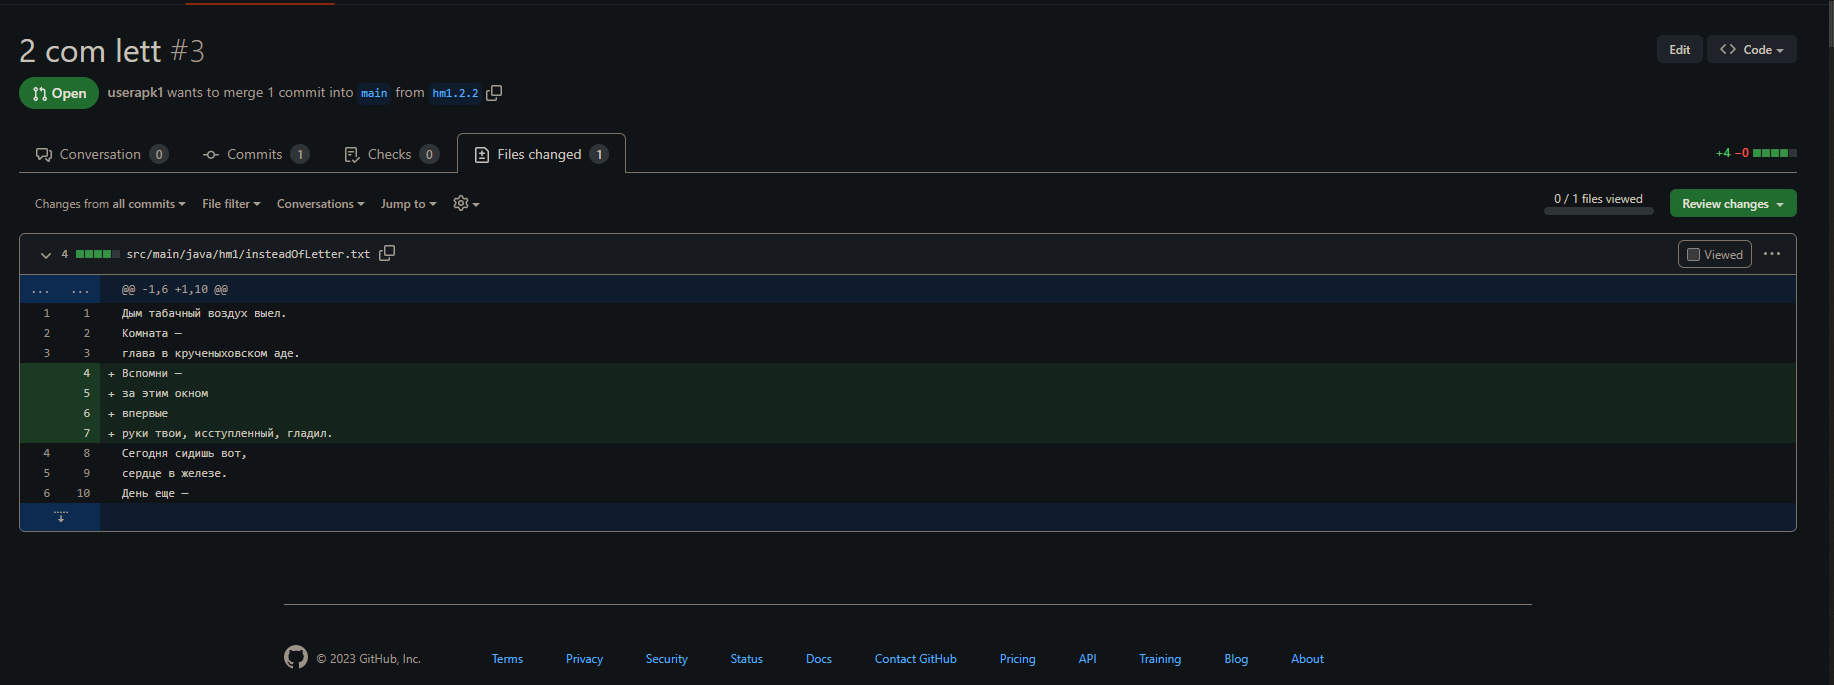 2 com lett #3
Edit
Code
Open
userapk1 wants to merge 1 commit into main from hm1.2.2
Conversation 0
Commits 1
Checks 0
Files changed 1
+4 −0
Changes from all commits
File filter
Conversations
Jump to
0 / 1 files viewed
Review changes
4 src/main/java/hm1/insteadOfLetter.txt
Viewed
... ... @@ -1,6 +1,10 @@
1 1 Дым табачный воздух выел.
2 2 Комната —
3 3 глава в крученыховском аде.
4 + Вспомни —
5 + за этим окном
6 + впервые
7 + руки твои, исступленный, гладил.
4 8 Сегодня сидишь вот,
5 9 сердце в железе.
6 10 День еще —
© 2023 GitHub, Inc.
Terms
Privacy
Security
Status
Docs
Contact GitHub
Pricing
API
Training
Blog
About